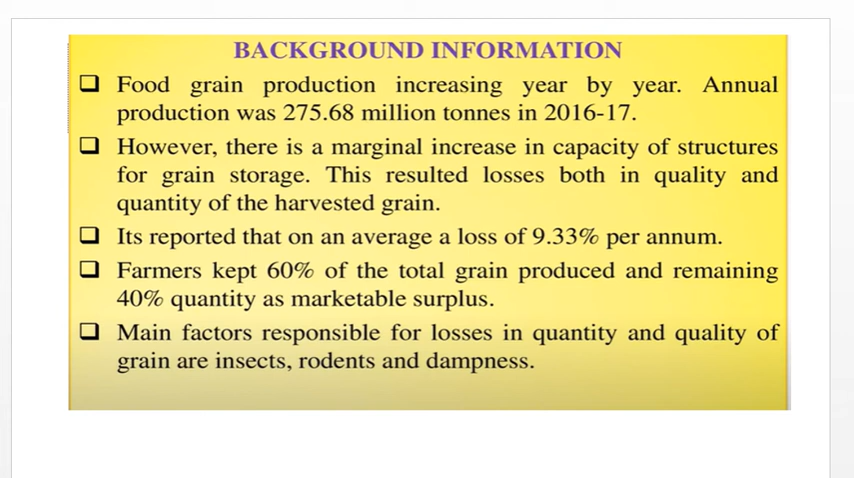 BACKGROUND INFORMATION
❑ Food grain production increasing year by year. Annual
production was 275.68 million tonnes in 2016-17.
❑ However, there is a marginal increase in capacity of structures
for grain storage. This resulted losses both in quality and
quantity of the harvested grain.
❑ Its reported that on an average a loss of 9.33% per annum.
❑ Farmers kept 60% of the total grain produced and remaining
40% quantity as marketable surplus.
❑ Main factors responsible for losses in quantity and quality of
grain are insects, rodents and dampness.